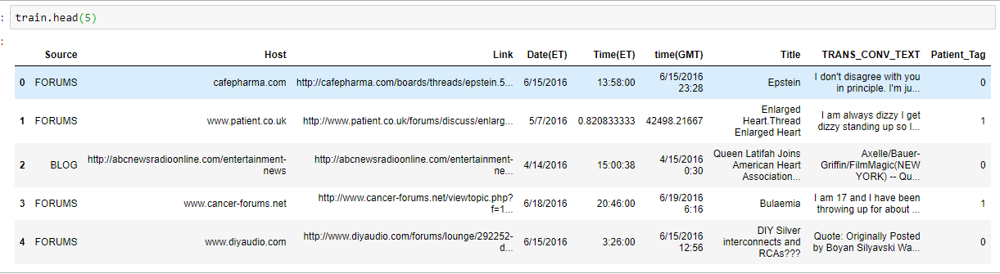 : train.head(5)
:
Source Host Link Date(ET) Time(ET) time(GMT) Title TRANS_CONV_TEXT Patient_Tag
0 FORUMS cafepharma.com http://cafepharma.com/boards/threads/epstein.5... 6/15/2016 13:58:00 6/15/2016 23:28 Epstein I don't disagree with you in principle. I'm ju... 0
1 FORUMS www.patient.co.uk http://www.patient.co.uk/forums/discuss/enlarg... 5/7/2016 0.820833333 42498.21667 Enlarged Heart.Thread Enlarged Heart I am always dizzy I get dizzy standing up so I... 1
2 BLOG http://abcnewsradioonline.com/entertainment-news http://abcnewsradioonline.com/entertainment-ne... 4/14/2016 15:00:38 4/15/2016 0:30 Queen Latifah Joins American Heart Association... Axelle/Bauer-Griffin/FilmMagic(NEW YORK) -- Qu... 0
3 FORUMS www.cancer-forums.net http://www.cancer-forums.net/viewtopic.php?f=1... 6/18/2016 20:46:00 6/19/2016 6:16 Bulaemia I am 17 and I have been throwing up for about ... 1
4 FORUMS www.diyaudio.com http://www.diyaudio.com/forums/lounge/292252-d... 6/15/2016 3:26:00 6/15/2016 12:56 DIY Silver interconnects and RCAs??? Quote: Originally Posted by Boyan Silyavski Wa... 0